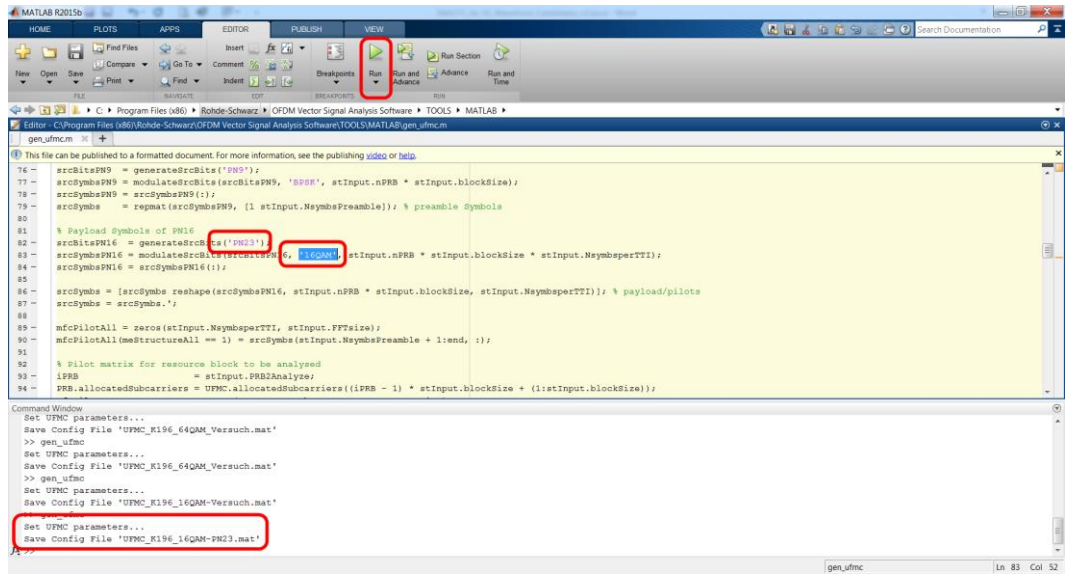 MATLAB R2015b
HOME PLOTS APPS EDITOR PUBLISH VIEW
Search Documentation
New Open Save Find Files Compare Print Go To Find Insert fx Comment % Indent Breakpoints Run Run and Advance Run Section Advance Run and Time
FILE NAVIGATE EDIT BREAKPOINTS RUN
C: Program Files (x86) Rohde-Schwarz OFDM Vector Signal Analysis Software TOOLS MATLAB
Editor - C:\Program Files (x86)\Rohde-Schwarz\OFDM Vector Signal Analysis Software\TOOLS\MATLAB\gen_ufmc.m
gen_ufmc.m
This file can be published to a formatted document. For more information, see the publishing video or help.
76 - srcBitsPN9 = generateSrcBits('PN9');
77 - srcSymbsPN9 = modulateSrcBits(srcBitsPN9, 'BPSK', stInput.nPRB * stInput.blockSize);
78 - srcSymbsPN9 = srcSymbsPN9(:);
79 - srcSymbs = repmat(srcSymbsPN9, [1 stInput.NsymbsPreamble]); % preamble Symbols
80
81 % Payload Symbols of PN16
82 - srcBitsPN16 = generateSrcBits('PN23');
83 - srcSymbsPN16 = modulateSrcBits(srcBitsPN16, '16QAM', stInput.nPRB * stInput.blockSize * stInput.NsymbsperTTI);
84 - srcSymbsPN16 = srcSymbsPN16(:);
85
86 - srcSymbs = [srcSymbs reshape(srcSymbsPN16, stInput.nPRB * stInput.blockSize, stInput.NsymbsperTTI)]; % payload/pilots
87 - srcSymbs = srcSymbs.';
88
89 - mfcPilotAll = zeros(stInput.NsymbsperTTI, stInput.FFTsize);
90 - mfcPilotAll(meStructureAll == 1) = srcSymbs(stInput.NsymbsPreamble + 1:end, :);
91
92 % Pilot matrix for resource block to be analysed
93 - iPRB = stInput.PRB2Analyze;
94 - PRB.allocatedSubcarriers = UFMC.allocatedSubcarriers((iPRB - 1) * stInput.blockSize + (1:stInput.blockSize));
Command Window
Set UFMC parameters...
Save Config File 'UFMC_K196_64QAM_Versuch.mat'
>> gen_ufmc
Set UFMC parameters...
Save Config File 'UFMC_K196_64QAM_Versuch.mat'
>> gen_ufmc
Set UFMC parameters...
Save Config File 'UFMC_K196_16QAM-Versuch.mat'
>> gen_ufmc
Set UFMC parameters...
Save Config File 'UFMC_K196_16QAM-PN23.mat'
fx >>
gen_ufmc Ln 83 Col 52